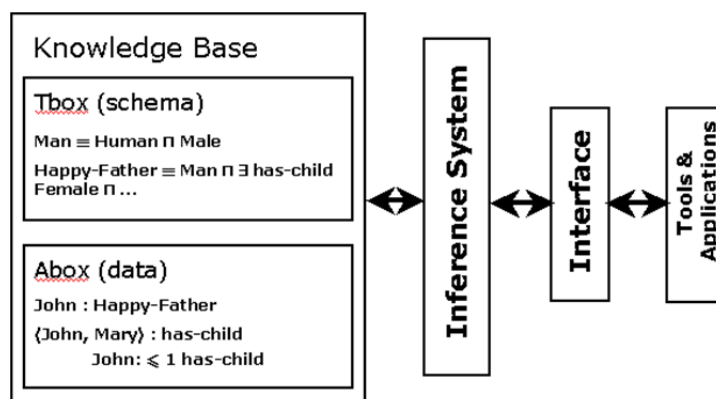 Knowledge Base
Tbox (schema)
Man ≡ Human ⊓ Male
Happy-Father ≡ Man ⊓ ∃ has-child
Female ⊓ ...
Abox (data)
John : Happy-Father
⟨John, Mary⟩ : has-child
John: ⩽ 1 has-child
Inference System
Interface
Tools &
Applications